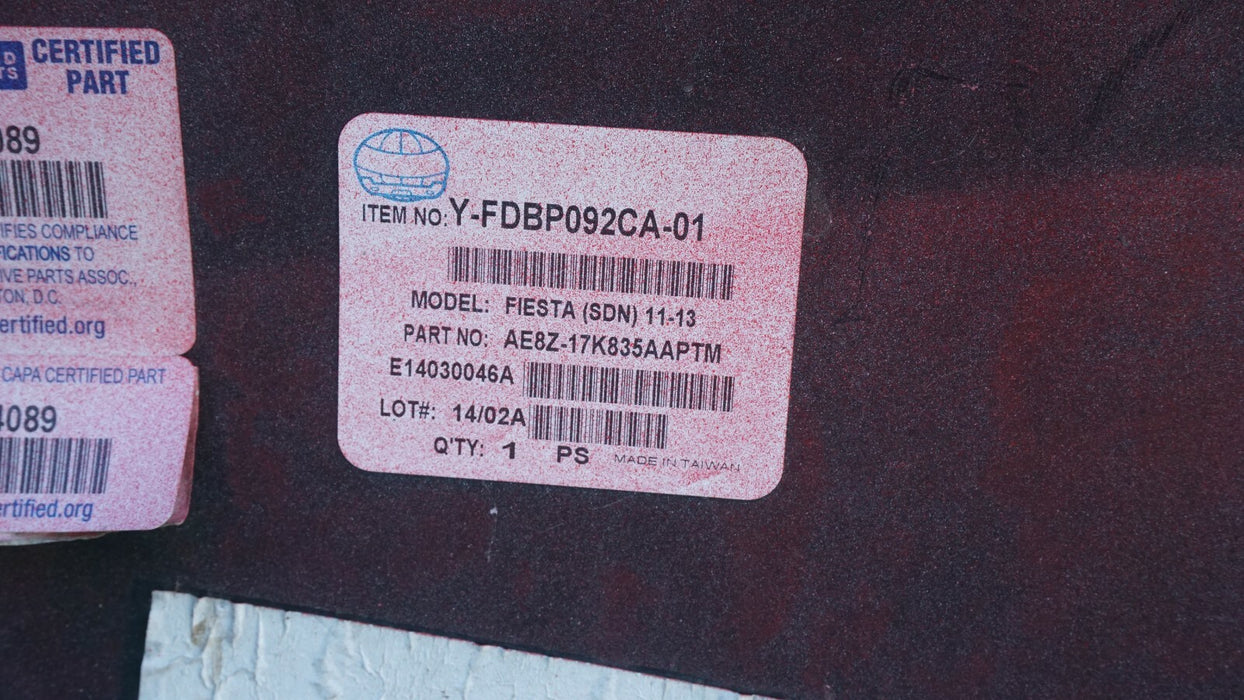 CERTIFIED
PART
089
IFIES COMPLIANCE
FICATIONS TO
IVE PARTS ASSOC.,
TON, D.C.
ertified.org
CAPA CERTIFIED PART
4089
ertified.org
ITEM NO: Y-FDBP092CA-01
MODEL: FIESTA (SDN) 11-13
PART NO: AE8Z-17K835AAPTM
E14030046A
LOT#: 14/02A
Q'TY: 1 PS MADE IN TAIWAN